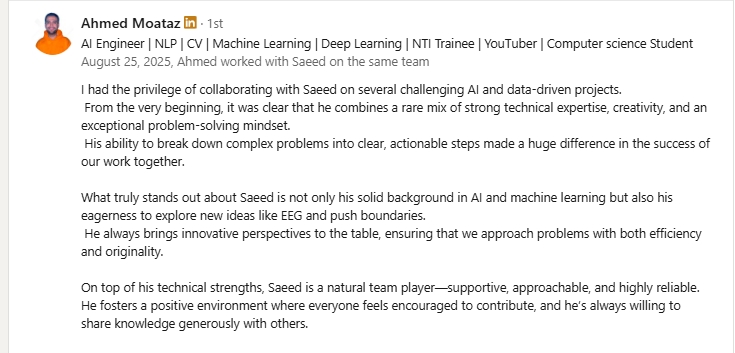 Ahmed Moataz in · 1st
AI Engineer | NLP | CV | Machine Learning | Deep Learning | NTI Trainee | YouTuber | Computer science Student
August 25, 2025, Ahmed worked with Saeed on the same team
I had the privilege of collaborating with Saeed on several challenging AI and data-driven projects.
From the very beginning, it was clear that he combines a rare mix of strong technical expertise, creativity, and an
exceptional problem-solving mindset.
His ability to break down complex problems into clear, actionable steps made a huge difference in the success of
our work together.
What truly stands out about Saeed is not only his solid background in AI and machine learning but also his
eagerness to explore new ideas like EEG and push boundaries.
He always brings innovative perspectives to the table, ensuring that we approach problems with both efficiency
and originality.
On top of his technical strengths, Saeed is a natural team player—supportive, approachable, and highly reliable.
He fosters a positive environment where everyone feels encouraged to contribute, and he's always willing to
share knowledge generously with others.